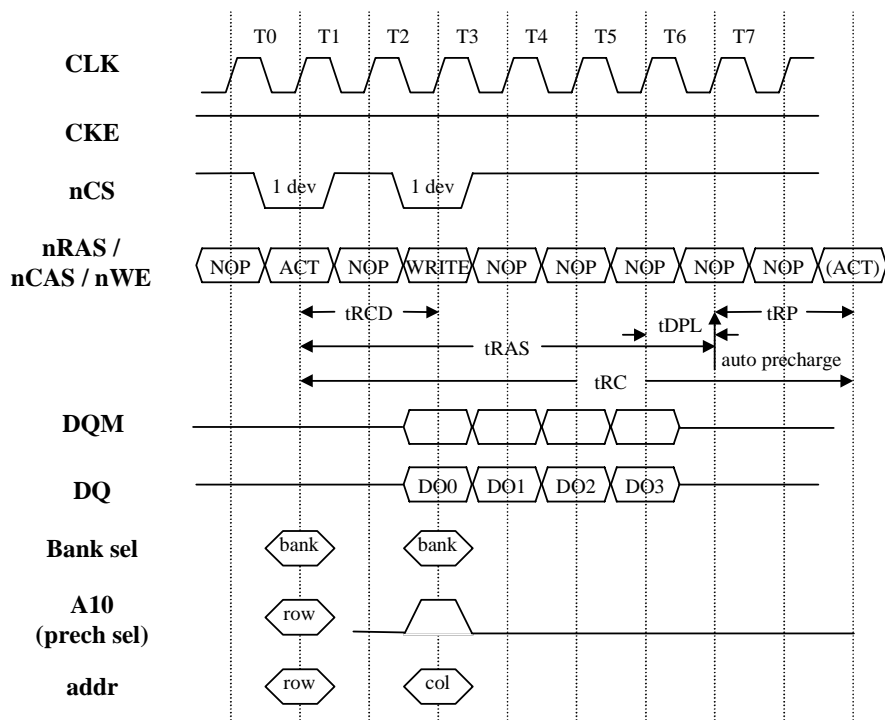 T0 T1 T2 T3 T4 T5 T6 T7
CLK
CKE
nCS 1 dev 1 dev
nRAS /
nCAS / nWE
NOP ACT NOP WRITE NOP NOP NOP NOP NOP (ACT)
tRCD tDPL tRP
tRAS
auto precharge
tRC
DQM
DQ DO0 DO1 DO2 DO3
Bank sel bank bank
A10
(prech sel)
row
addr row col